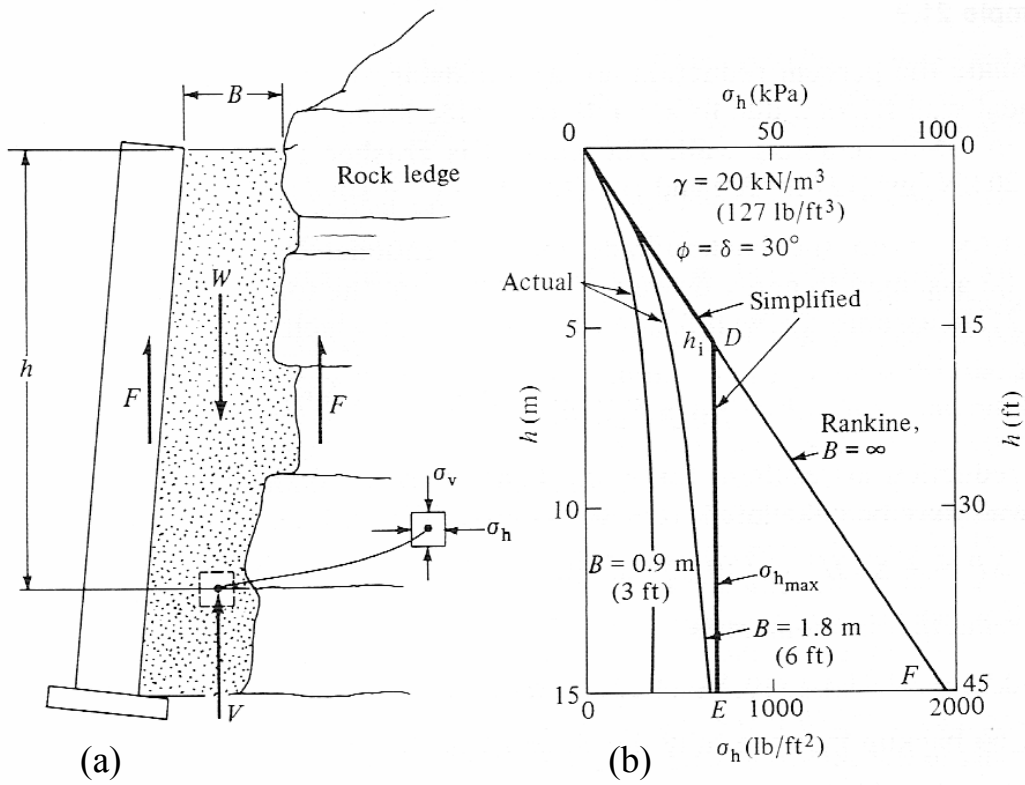 B
Rock ledge
W
h
F
F
σv
σh
V
(a)
σh (kPa)
0
50
100
0
γ = 20 kN/m³
(127 lb/ft³)
ϕ = δ = 30°
Actual
Simplified
5
hi
D
15
h (m)
h (ft)
Rankine,
B = ∞
10
30
B = 0.9 m
(3 ft)
σhmax
B = 1.8 m
(6 ft)
F
15
45
0
E
1000
2000
σh (lb/ft²)
(b)